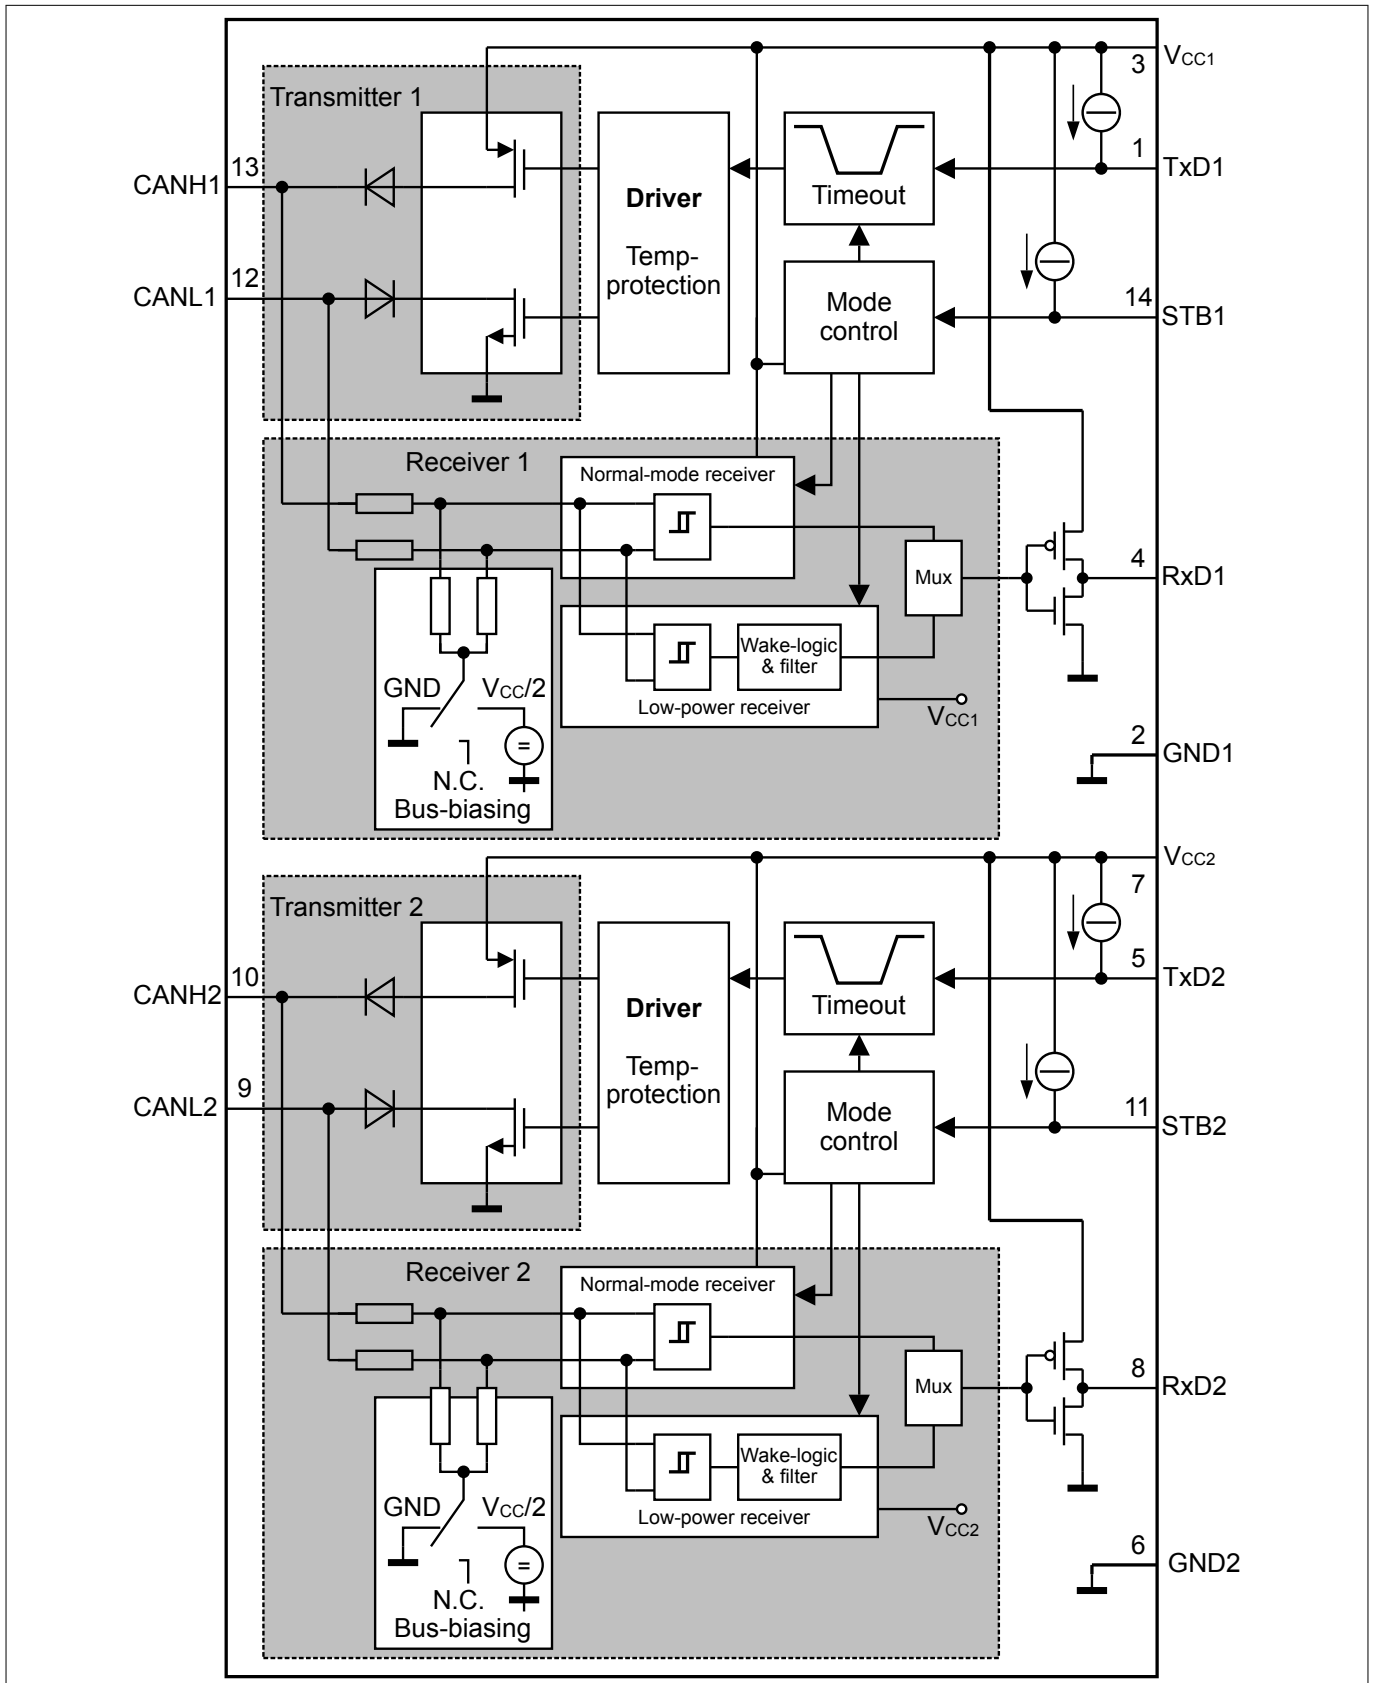 VCC1
3
Transmitter 1
1
TxD1
13
CANH1
Driver
Timeout
Temp-
protection
12
CANL1
Mode
control
14
STB1
Receiver 1
Normal-mode receiver
4
RxD1
Mux
Wake-logic
& filter
GND
VCC/2
Low-power receiver
VCC1
=
N.C.
Bus-biasing
2
GND1
VCC2
7
Transmitter 2
5
TxD2
10
CANH2
Driver
Timeout
Temp-
protection
9
CANL2
Mode
control
11
STB2
Receiver 2
Normal-mode receiver
8
RxD2
Mux
Wake-logic
& filter
GND
VCC/2
Low-power receiver
VCC2
=
N.C.
Bus-biasing
6
GND2